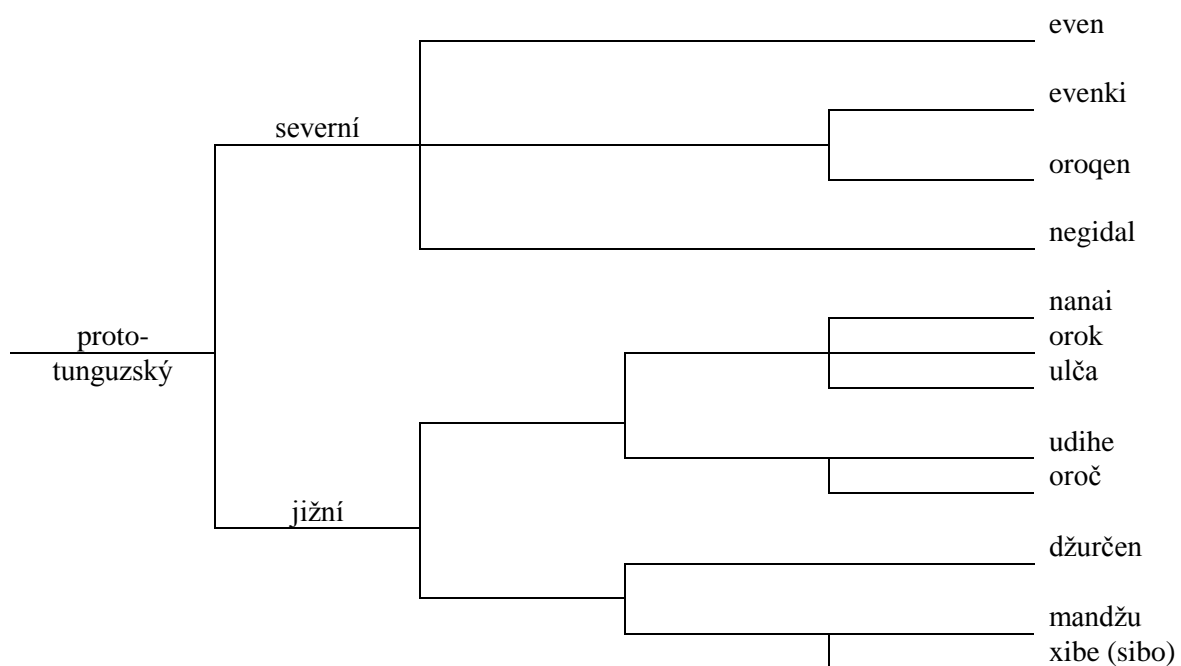 even
evenki
severní
oroqen
negidal
nanai
proto-
orok
tunguzský
ulča
udihe
oroč
jižní
džurčen
mandžu
xibe (sibo)